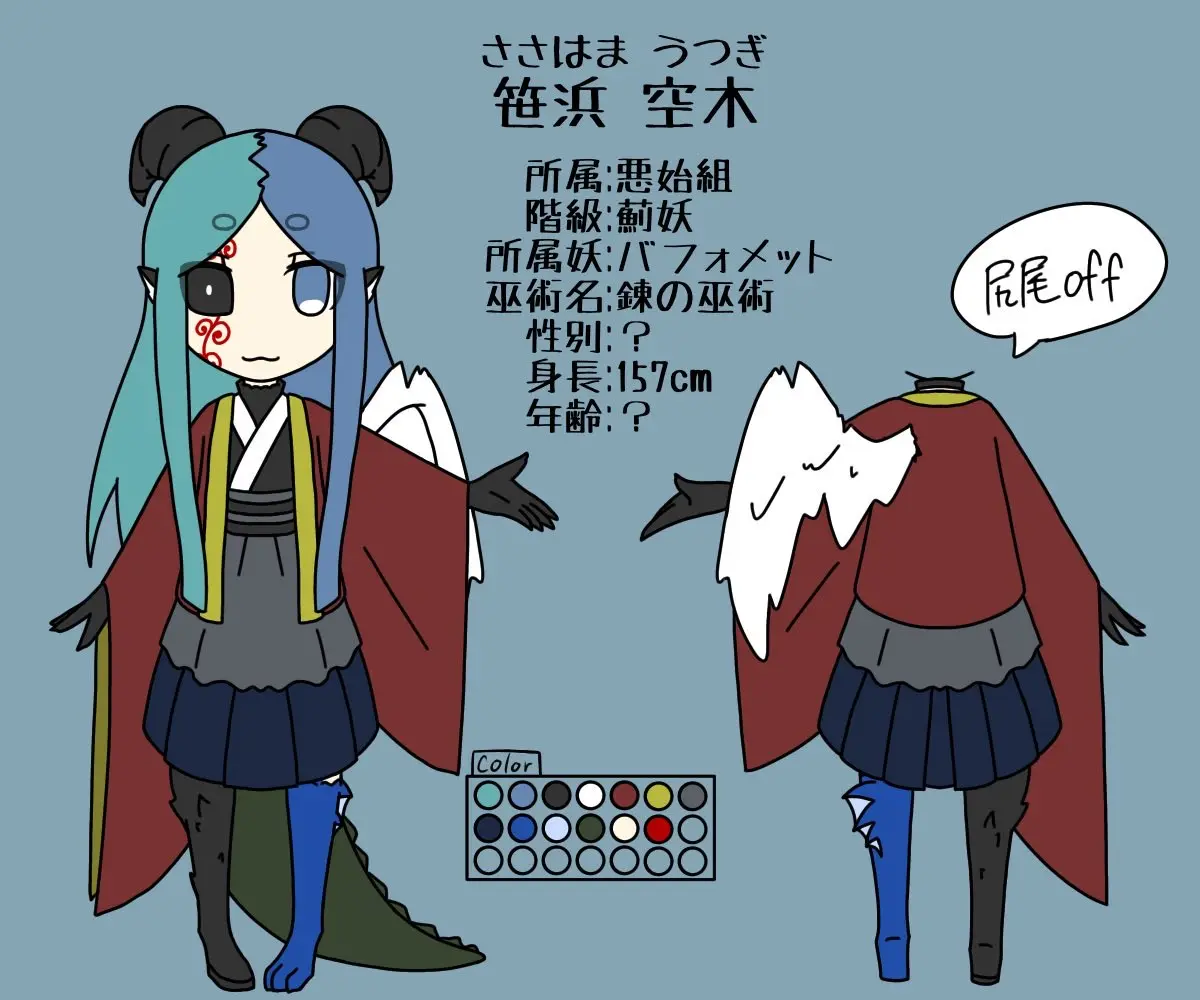 ささはま うつぎ
笹浜 空木
所属:悪始組
階級:薊妖
所属妖:バフォメット
巫術名:錬の巫術
性別:？
身長:157cm
年齢:？
尻尾off
Color